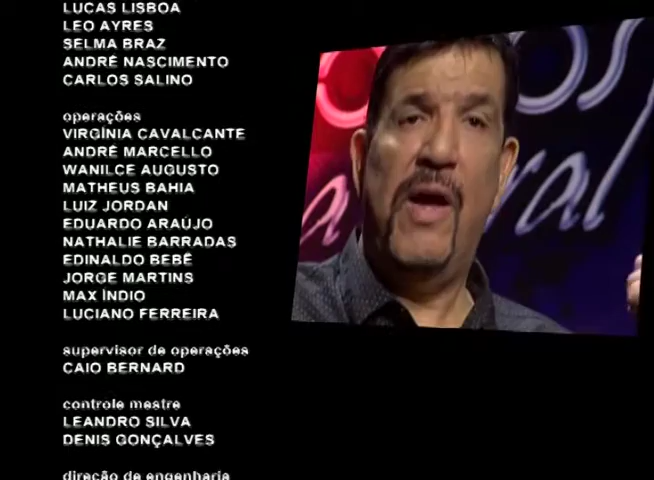 LUCAS LISBOA
LEO AYRES
SELMA BRAZ
ANDRÉ NASCIMENTO
CARLOS SALINO
operações
VIRGÍNIA CAVALCANTE
ANDRÉ MARCELLO
WANILCE AUGUSTO
MATHEUS BAHIA
LUIZ JORDAN
EDUARDO ARAÚJO
NATHALIE BARRADAS
EDINALDO BEBÊ
JORGE MARTINS
MAX ÍNDIO
LUCIANO FERREIRA
supervisor de operações
CAIO BERNARD
controle mestre
LEANDRO SILVA
DENIS GONÇALVES
direção de engenharia